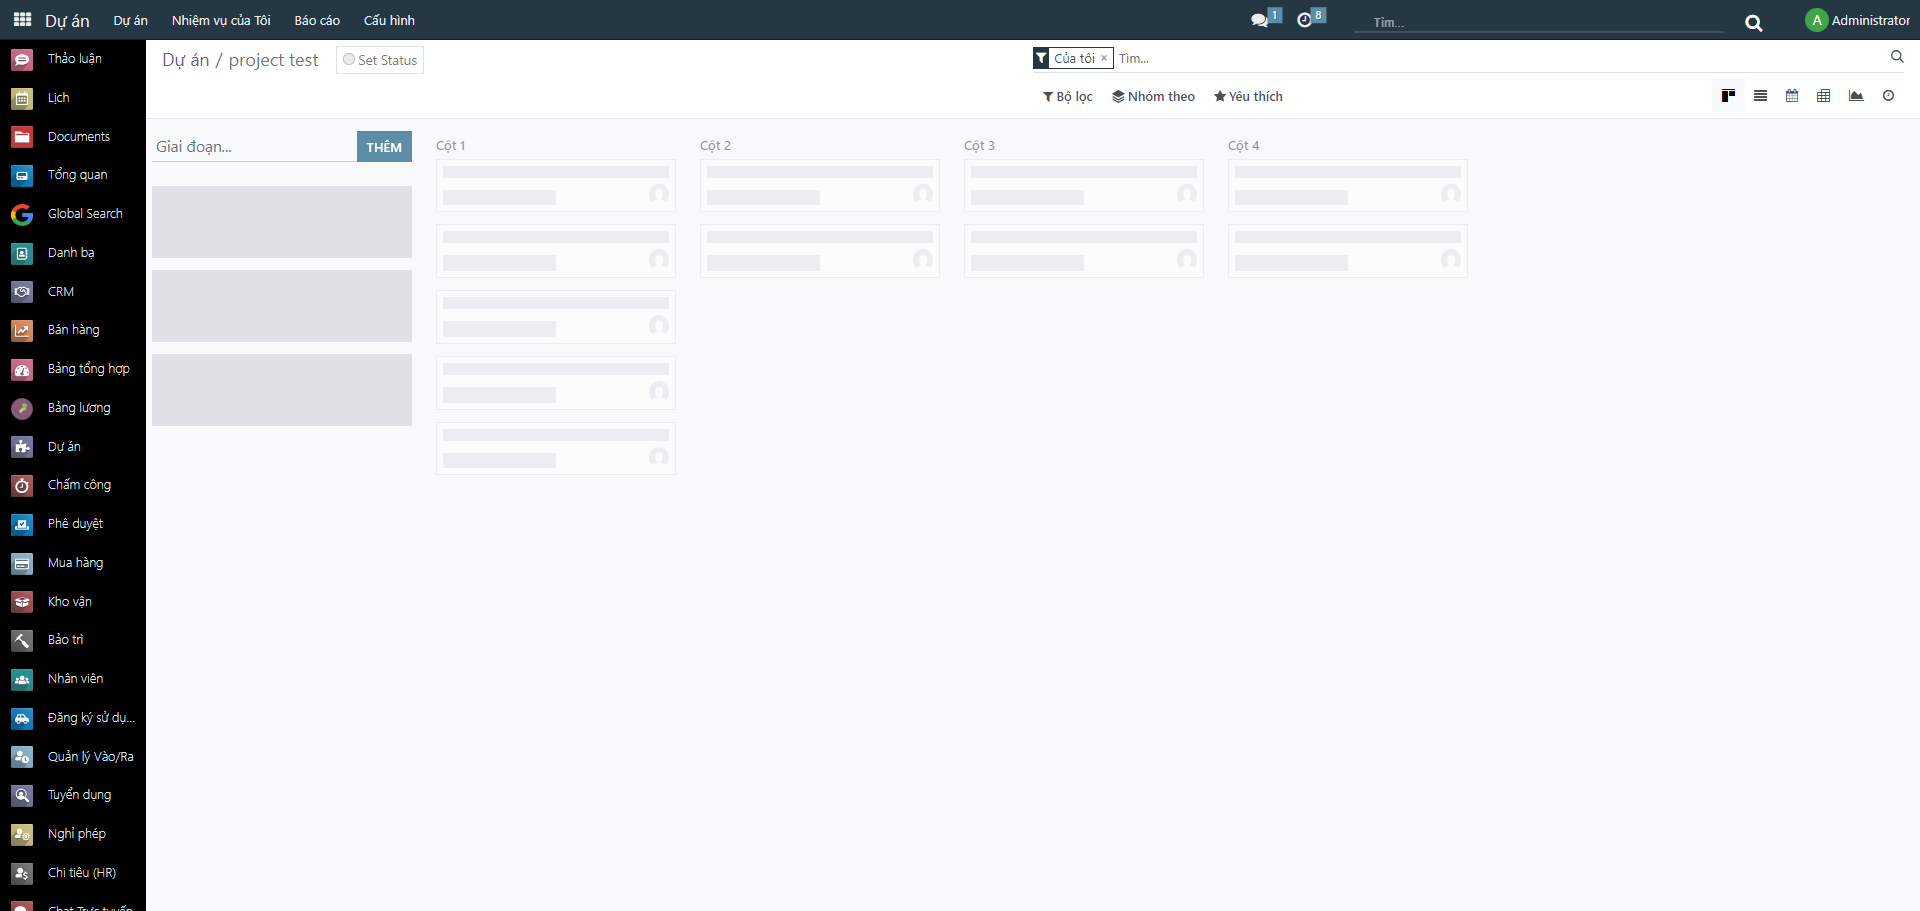 Dự án
Dự án
Nhiệm vụ của Tôi
Báo cáo
Cấu hình
1
8
Tìm...
A
Administrator
Thảo luận
Lịch
Documents
Tổng quan
Global Search
Danh bạ
CRM
Bán hàng
Bảng tổng hợp
Bảng lương
Dự án
Chấm công
Phê duyệt
Mua hàng
Kho vận
Bảo trì
Nhân viên
Đăng ký sử dụ...
Quản lý Vào/Ra
Tuyển dụng
Nghỉ phép
Chi tiêu (HR)
Chat Trực tuyến
Dự án / project test
Set Status
Của tôi ×
Tìm...
Bộ lọc
Nhóm theo
Yêu thích
Giai đoạn...
THÊM
Cột 1
Cột 2
Cột 3
Cột 4